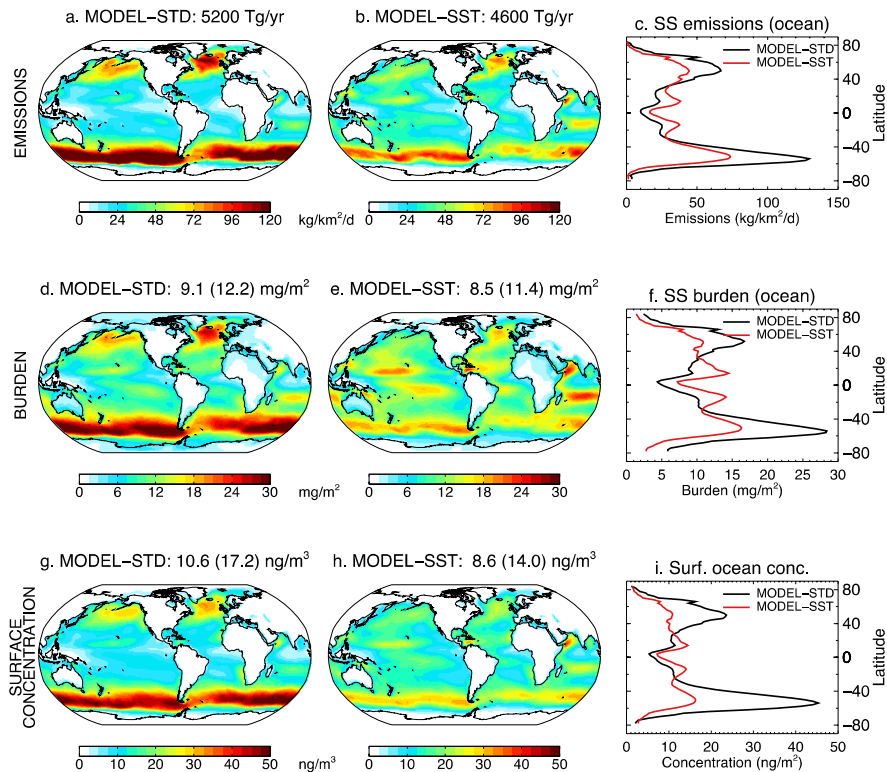 a. MODEL−STD: 5200 Tg/yr
b. MODEL−SST: 4600 Tg/yr
c. SS emissions (ocean)
EMISSIONS
MODEL−STD
MODEL−SST
80
40
0
−40
−80
Latitude
0 50 100 150
Emissions (kg/km²/d)
24 48 72 96 120
kg/km²/d
24 48 72 96 120
d. MODEL−STD: 9.1 (12.2) mg/m²
e. MODEL−SST: 8.5 (11.4) mg/m²
f. SS burden (ocean)
BURDEN
MODEL−STD
MODEL−SST
80
40
0
−40
−80
Latitude
0 5 10 15 20 25 30
Burden (mg/m²)
6 12 18 24 30
mg/m²
6 12 18 24 30
g. MODEL−STD: 10.6 (17.2) ng/m³
h. MODEL−SST: 8.6 (14.0) ng/m³
i. Surf. ocean conc.
SURFACE
CONCENTRATION
MODEL−STD
MODEL−SST
80
40
0
−40
−80
Latitude
0 10 20 30 40 50
Concentration (ng/m²)
0 10 20 30 40 50
ng/m³
0 10 20 30 40 50